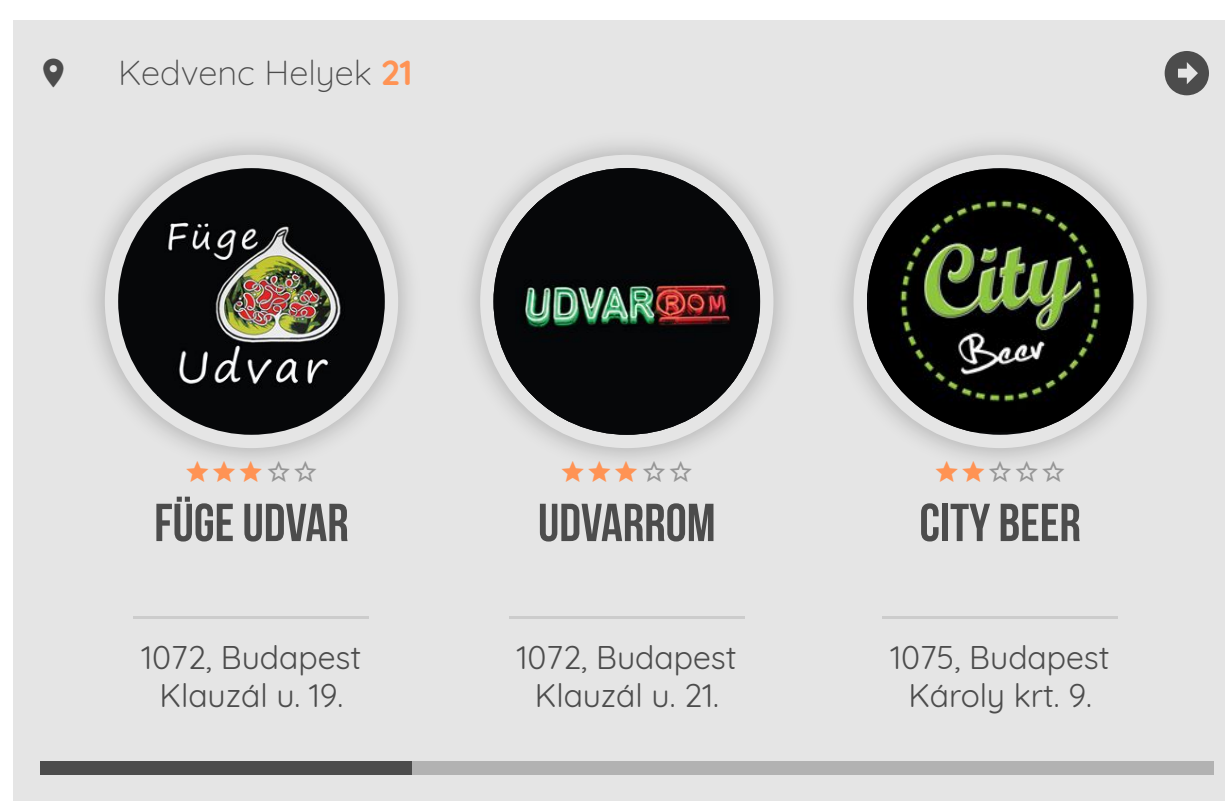 Kedvenc Helyek 21
Füge
Udvar
UDVARROM
City
Beer
FÜGE UDVAR
UDVARROM
CITY BEER
1072, Budapest
Klauzál u. 19.
1072, Budapest
Klauzál u. 21.
1075, Budapest
Károly krt. 9.